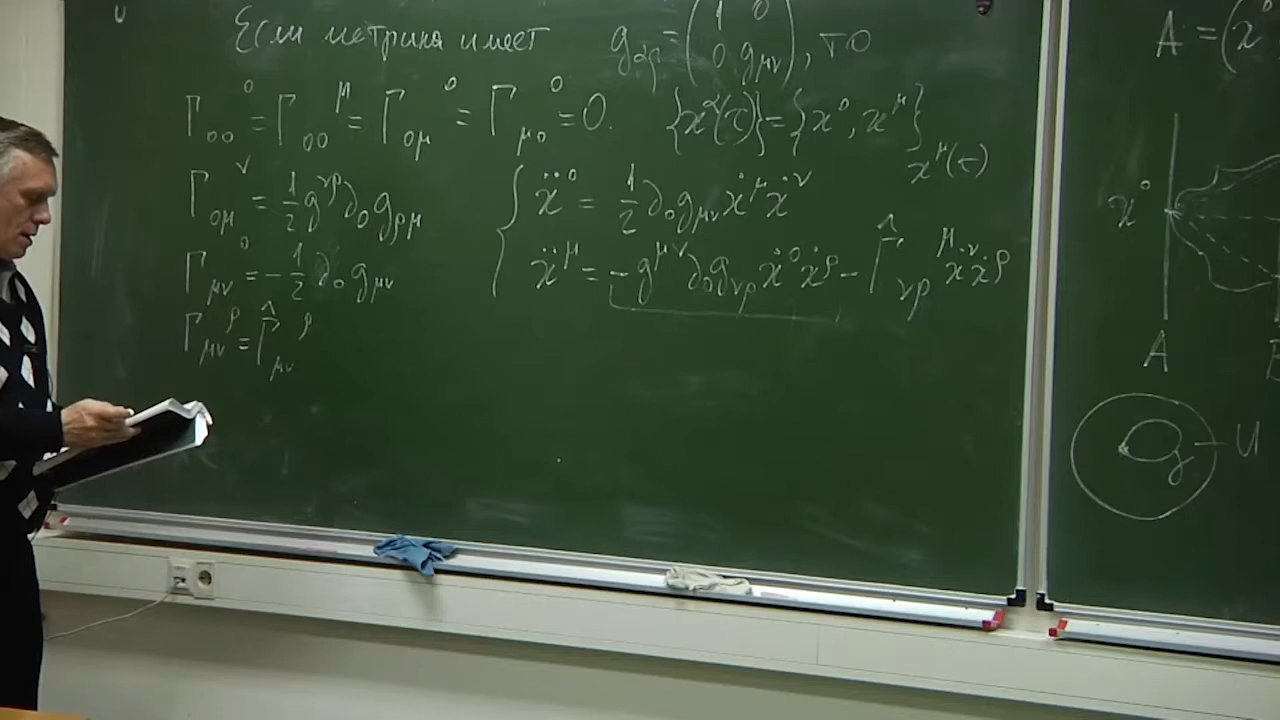 Если метрика имеет g_{αβ} = (1 0 / 0 g_{μν}), то
Γ_{00}^0 = Γ_{00}^μ = Γ_{0μ}^0 = Γ_{μ0}^0 = 0. {x^α(τ)} = {x^0, x^μ}
x^μ(τ)
Γ_{0μ}^ν = 1/2 g^{νρ} ∂_0 g_{ρμ}
Γ_{μν}^0 = -1/2 ∂_0 g_{μν}
Γ_{μν}^ρ = Γ̂_{μν}^ρ
{ ẍ^0 = 1/2 ∂_0 g_{μν} ẋ^μ ẋ^ν
ẍ^μ = -g^{μν} ∂_0 g_{νρ} ẋ^0 ẋ^ρ - Γ̂_{νρ}^μ ẋ^ν ẋ^ρ
A = (x^0
x^0
A
U